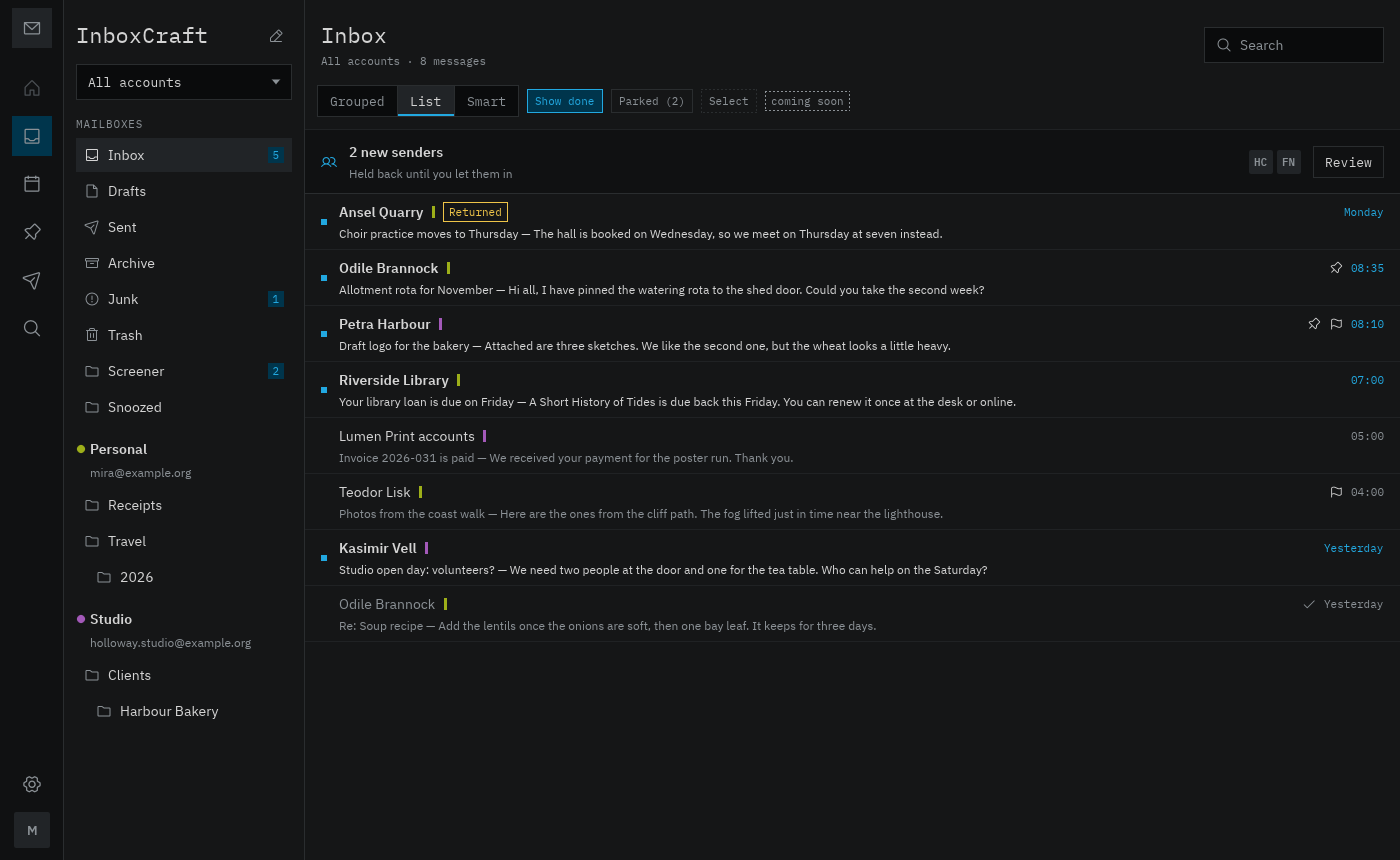 InboxCraft
All accounts
MAILBOXES
Inbox 5
Drafts
Sent
Archive
Junk 1
Trash
Screener 2
Snoozed
Personal
mira@example.org
Receipts
Travel
2026
Studio
holloway.studio@example.org
Clients
Harbour Bakery
M
Inbox
All accounts · 8 messages
Search
Grouped List Smart Show done Parked (2) Select coming soon
2 new senders
Held back until you let them in
HC FN Review
Ansel Quarry Returned Monday
Choir practice moves to Thursday — The hall is booked on Wednesday, so we meet on Thursday at seven instead.
Odile Brannock 08:35
Allotment rota for November — Hi all, I have pinned the watering rota to the shed door. Could you take the second week?
Petra Harbour 08:10
Draft logo for the bakery — Attached are three sketches. We like the second one, but the wheat looks a little heavy.
Riverside Library 07:00
Your library loan is due on Friday — A Short History of Tides is due back this Friday. You can renew it once at the desk or online.
Lumen Print accounts 05:00
Invoice 2026-031 is paid — We received your payment for the poster run. Thank you.
Teodor Lisk 04:00
Photos from the coast walk — Here are the ones from the cliff path. The fog lifted just in time near the lighthouse.
Kasimir Vell Yesterday
Studio open day: volunteers? — We need two people at the door and one for the tea table. Who can help on the Saturday?
Odile Brannock Yesterday
Re: Soup recipe — Add the lentils once the onions are soft, then one bay leaf. It keeps for three days.